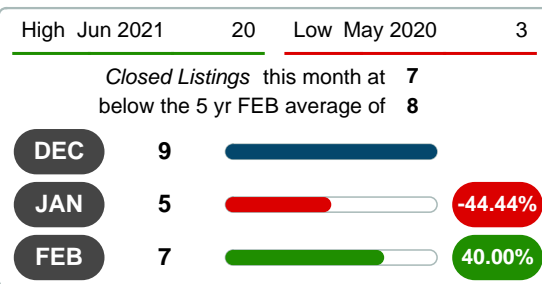 High Jun 2021 20 Low May 2020 3
Closed Listings this month at 7
below the 5 yr FEB average of 8
DEC 9
JAN 5 -44.44%
FEB 7 40.00%